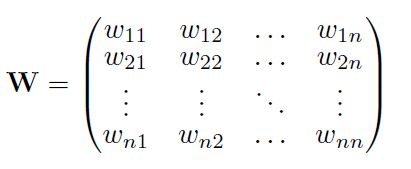 w₁₁ w₁₂ … w₁ₙ
w₂₁ w₂₂ … w₂ₙ
W =
⋮ ⋮ ⋱ ⋮
wₙ₁ wₙ₂ … wₙₙ